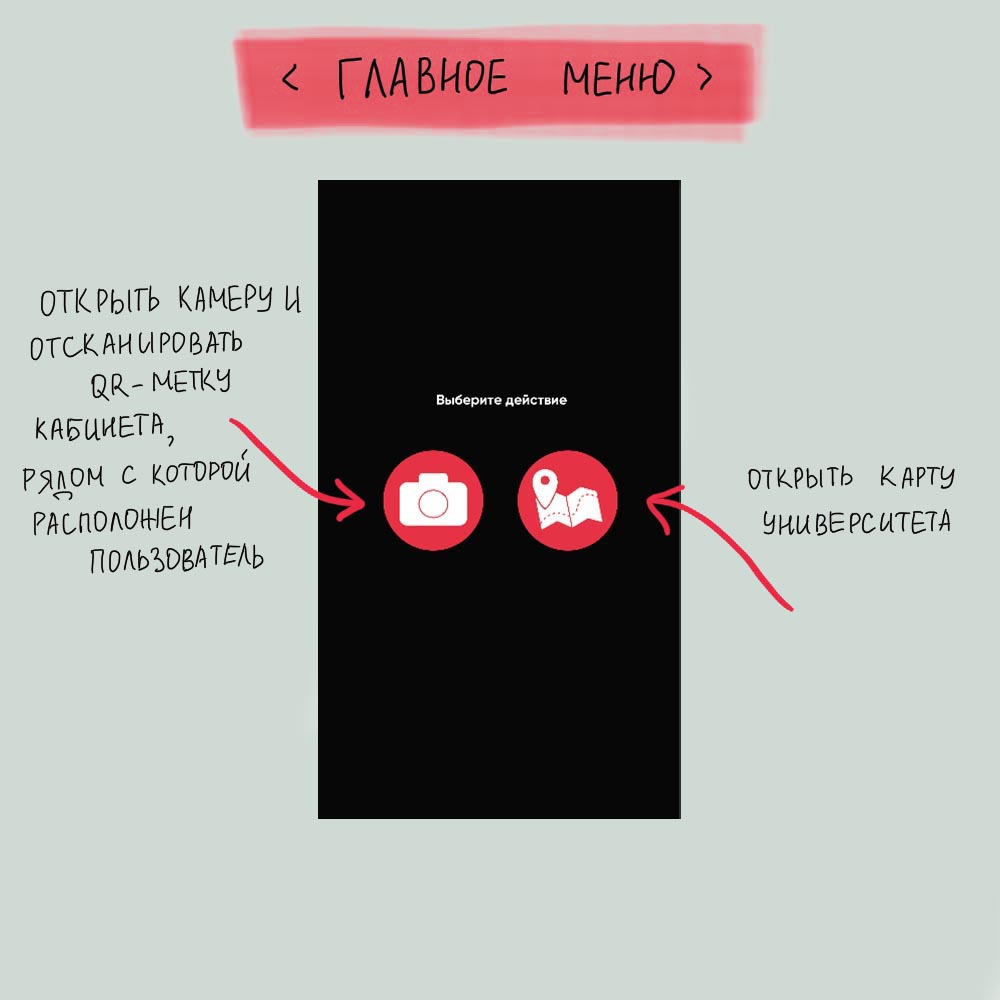 < ГЛАВНОЕ МЕНЮ >
ОТКРЫТЬ КАМЕРУ И
ОТСКАНИРОВАТЬ
QR-МЕТКУ
КАБИНЕТА,
РЯДОМ С КОТОРОЙ
РАСПОЛОЖЕН
ПОЛЬЗОВАТЕЛЬ
Выберите действие
ОТКРЫТЬ КАРТУ
УНИВЕРСИТЕТА